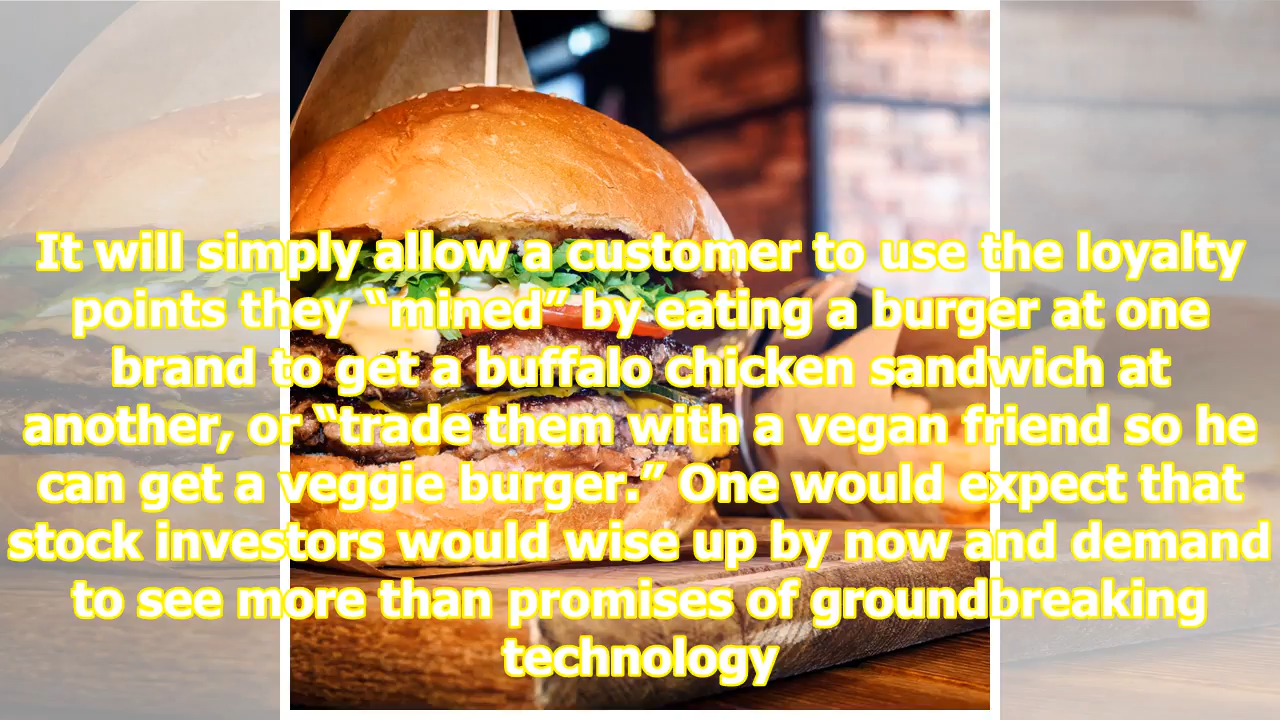 It will simply allow a customer to use the loyalty
points they “mined” by eating a burger at one
brand to get a buffalo chicken sandwich at
another, or “trade them with a vegan friend so he
can get a veggie burger.” One would expect that
stock investors would wise up by now and demand
to see more than promises of groundbreaking
technology